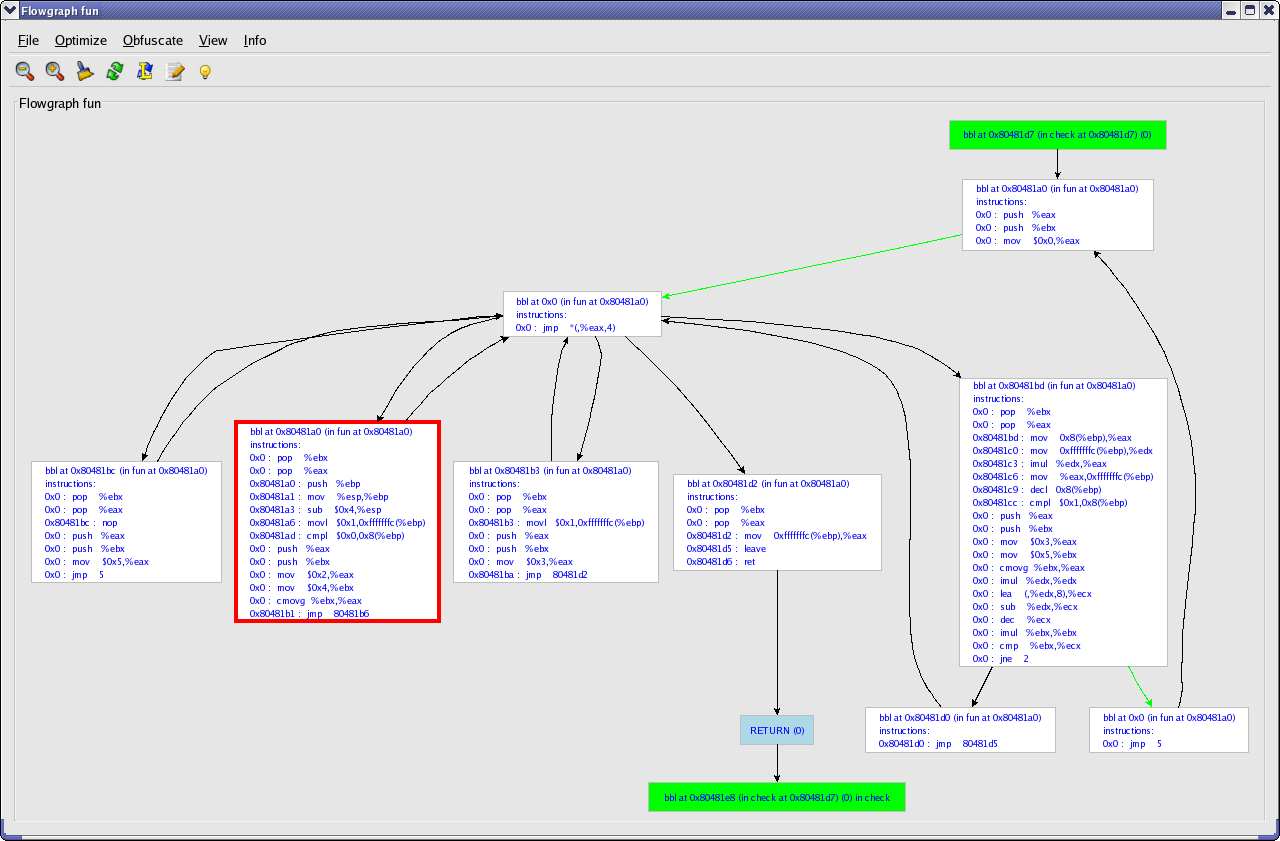 Flowgraph fun
File Optimize Obfuscate View Info
Flowgraph fun
bbl at 0x80481d7 (in check at 0x80481d7) (0)
bbl at 0x80481a0 (in fun at 0x80481a0)
instructions:
0x0 : push %eax
0x0 : push %ebx
0x0 : mov $0x0,%eax
bbl at 0x0 (in fun at 0x80481a0)
instructions:
0x0 : jmp *(,%eax,4)
bbl at 0x80481bc (in fun at 0x80481a0)
instructions:
0x0 : pop %ebx
0x0 : pop %eax
0x80481bc : nop
0x0 : push %eax
0x0 : push %ebx
0x0 : mov $0x5,%eax
0x0 : jmp 5
bbl at 0x80481a0 (in fun at 0x80481a0)
instructions:
0x0 : pop %ebx
0x0 : pop %eax
0x80481a0 : push %ebp
0x80481a1 : mov %esp,%ebp
0x80481a3 : sub $0x4,%esp
0x80481a6 : movl $0x1,0xfffffffc(%ebp)
0x80481ad : cmpl $0x0,0x8(%ebp)
0x0 : push %eax
0x0 : push %ebx
0x0 : mov $0x2,%eax
0x0 : mov $0x4,%ebx
0x0 : cmovg %ebx,%eax
0x80481b1 : jmp 80481b6
bbl at 0x80481b3 (in fun at 0x80481a0)
instructions:
0x0 : pop %ebx
0x0 : pop %eax
0x80481b3 : movl $0x1,0xfffffffc(%ebp)
0x0 : push %eax
0x0 : push %ebx
0x0 : mov $0x3,%eax
0x80481ba : jmp 80481d2
bbl at 0x80481d2 (in fun at 0x80481a0)
instructions:
0x0 : pop %ebx
0x0 : pop %eax
0x80481d2 : mov 0xfffffffc(%ebp),%eax
0x80481d5 : leave
0x80481d6 : ret
bbl at 0x80481bd (in fun at 0x80481a0)
instructions:
0x0 : pop %ebx
0x0 : pop %eax
0x80481bd : mov 0x8(%ebp),%eax
0x80481c0 : mov 0xfffffffc(%ebp),%edx
0x80481c3 : imul %edx,%eax
0x80481c6 : mov %eax,0xfffffffc(%ebp)
0x80481c9 : decl 0x8(%ebp)
0x80481cc : cmpl $0x1,0x8(%ebp)
0x0 : push %eax
0x0 : push %ebx
0x0 : mov $0x3,%eax
0x0 : mov $0x5,%ebx
0x0 : cmovg %ebx,%eax
0x0 : imul %edx,%edx
0x0 : lea (,%edx,8),%ecx
0x0 : sub %edx,%ecx
0x0 : dec %ecx
0x0 : imul %ebx,%ebx
0x0 : cmp %ebx,%ecx
0x0 : jne 2
RETURN (0)
bbl at 0x80481d0 (in fun at 0x80481a0)
instructions:
0x80481d0 : jmp 80481d5
bbl at 0x0 (in fun at 0x80481a0)
instructions:
0x0 : jmp 5
bbl at 0x80481e8 (in check at 0x80481d7) (0) in check